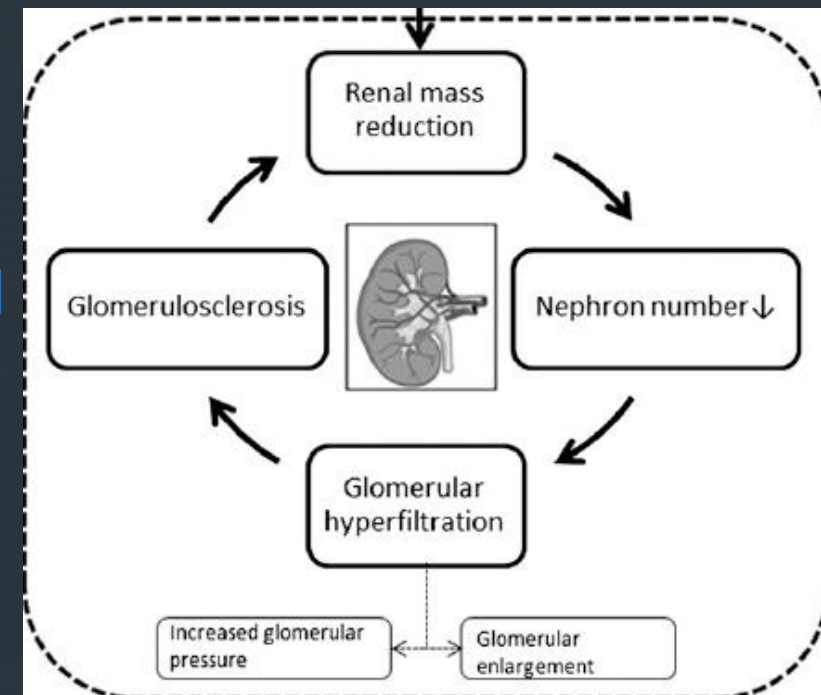 Renal mass
reduction
Glomerulosclerosis
Nephron number↓
Glomerular
hyperfiltration
Increased glomerular
pressure
Glomerular
enlargement